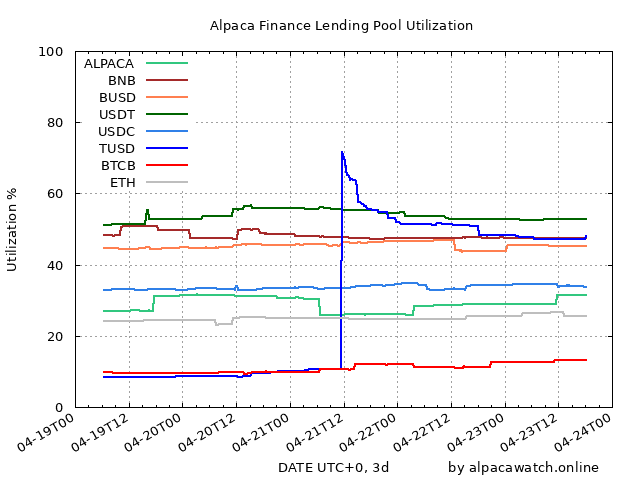 Alpaca Finance Lending Pool Utilization
100
80
60
40
20
0
Utilization %
ALPACA
BNB
BUSD
USDT
USDC
TUSD
BTCB
ETH
04-19T00
04-19T12
04-20T00
04-20T12
04-21T00
04-21T12
04-22T00
04-22T12
04-23T00
04-23T12
04-24T00
DATE UTC+0, 3d
by alpacawatch.online